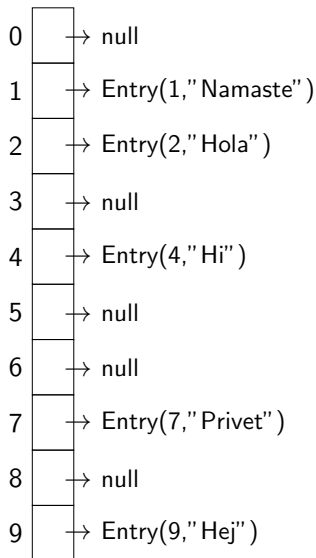 0 → null
1 → Entry(1,"Namaste")
2 → Entry(2,"Hola")
3 → null
4 → Entry(4,"Hi")
5 → null
6 → null
7 → Entry(7,"Privet")
8 → null
9 → Entry(9,"Hej")